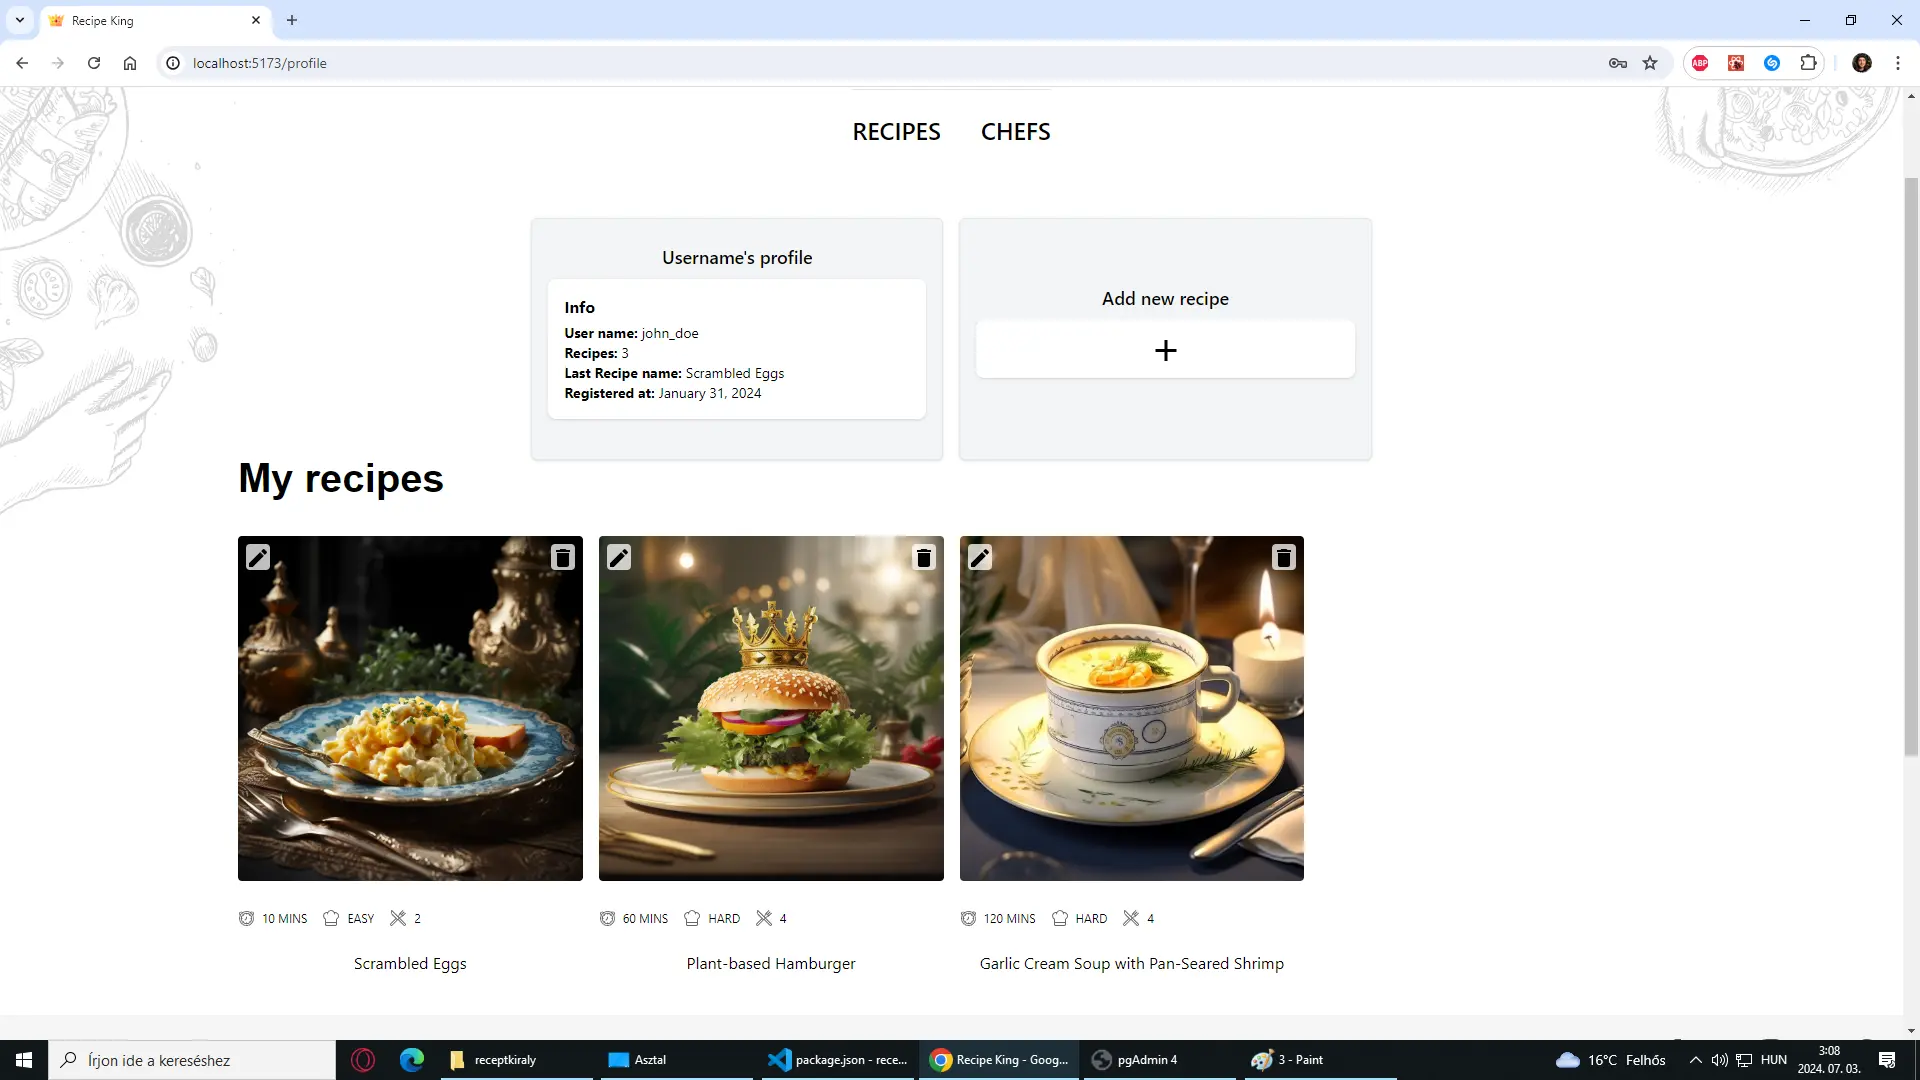 Recipe King
localhost:5173/profile
ABP
RECIPES CHEFS
Username's profile
Info
User name: john_doe
Recipes: 3
Last Recipe name: Scrambled Eggs
Registered at: January 31, 2024
Add new recipe
My recipes
10 MINS EASY 2
60 MINS HARD 4
120 MINS HARD 4
Scrambled Eggs
Plant-based Hamburger
Garlic Cream Soup with Pan-Seared Shrimp
Írjon ide a kereséshez
receptkiraly
Asztal
package.json - rece...
Recipe King - Goog...
pgAdmin 4
3 - Paint
16°C Felhős
HUN
3:08
2024. 07. 03.